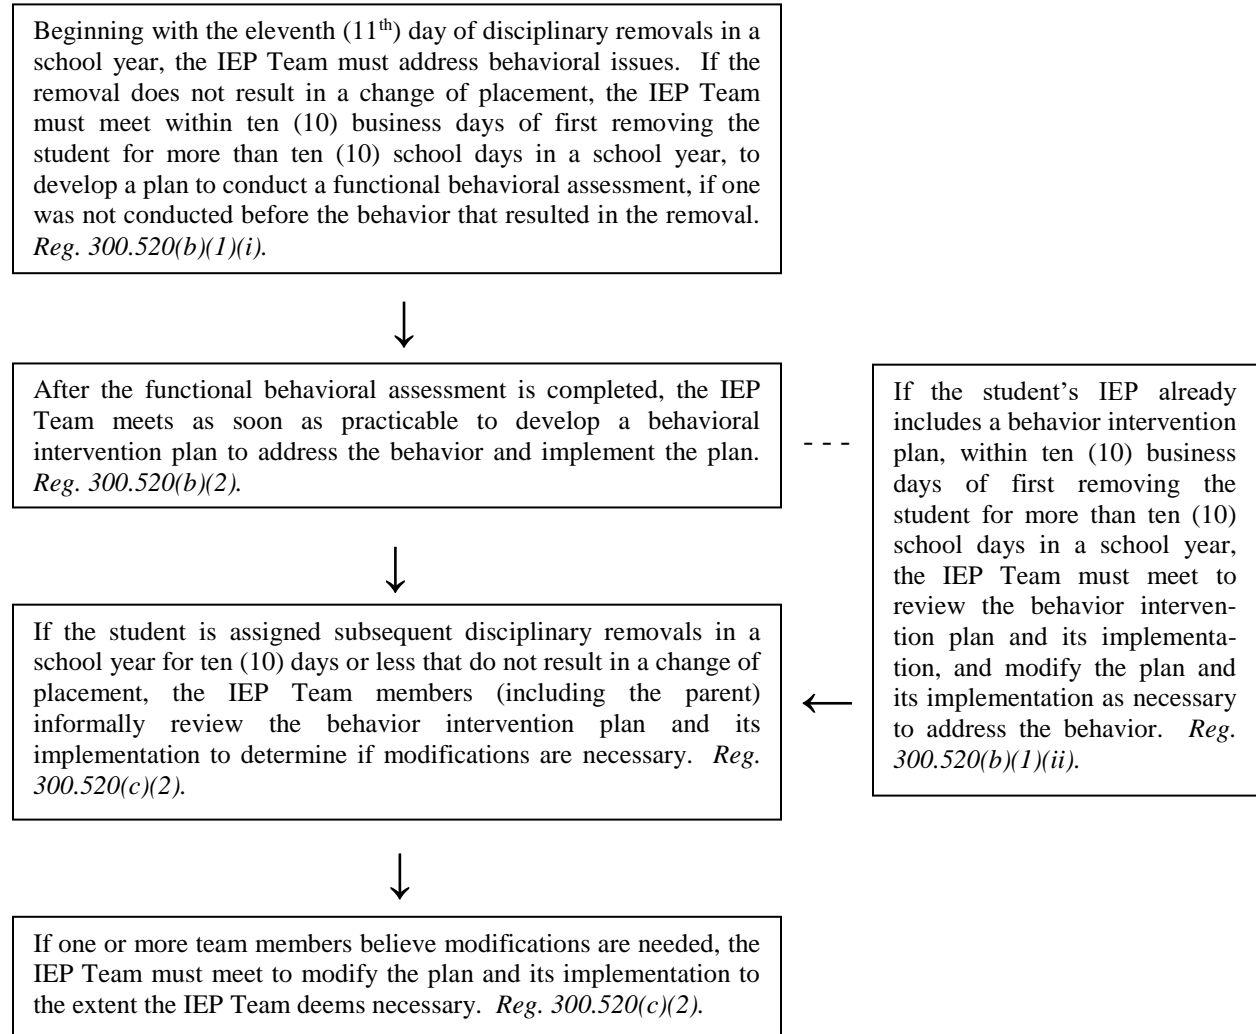 Beginning with the eleventh (11th) day of disciplinary removals in a
school year, the IEP Team must address behavioral issues. If the
removal does not result in a change of placement, the IEP Team
must meet within ten (10) business days of first removing the
student for more than ten (10) school days in a school year, to
develop a plan to conduct a functional behavioral assessment, if one
was not conducted before the behavior that resulted in the removal.
Reg. 300.520(b)(1)(i).
After the functional behavioral assessment is completed, the IEP
Team meets as soon as practicable to develop a behavioral
intervention plan to address the behavior and implement the plan.
Reg. 300.520(b)(2).
If the student's IEP already
includes a behavior intervention
plan, within ten (10) business
days of first removing the
student for more than ten (10)
school days in a school year,
the IEP Team must meet to
review the behavior interven-
tion plan and its implementa-
tion, and modify the plan and
its implementation as necessary
to address the behavior. Reg.
300.520(b)(1)(ii).
If the student is assigned subsequent disciplinary removals in a
school year for ten (10) days or less that do not result in a change of
placement, the IEP Team members (including the parent)
informally review the behavior intervention plan and its
implementation to determine if modifications are necessary. Reg.
300.520(c)(2).
If one or more team members believe modifications are needed, the
IEP Team must meet to modify the plan and its implementation to
the extent the IEP Team deems necessary. Reg. 300.520(c)(2).